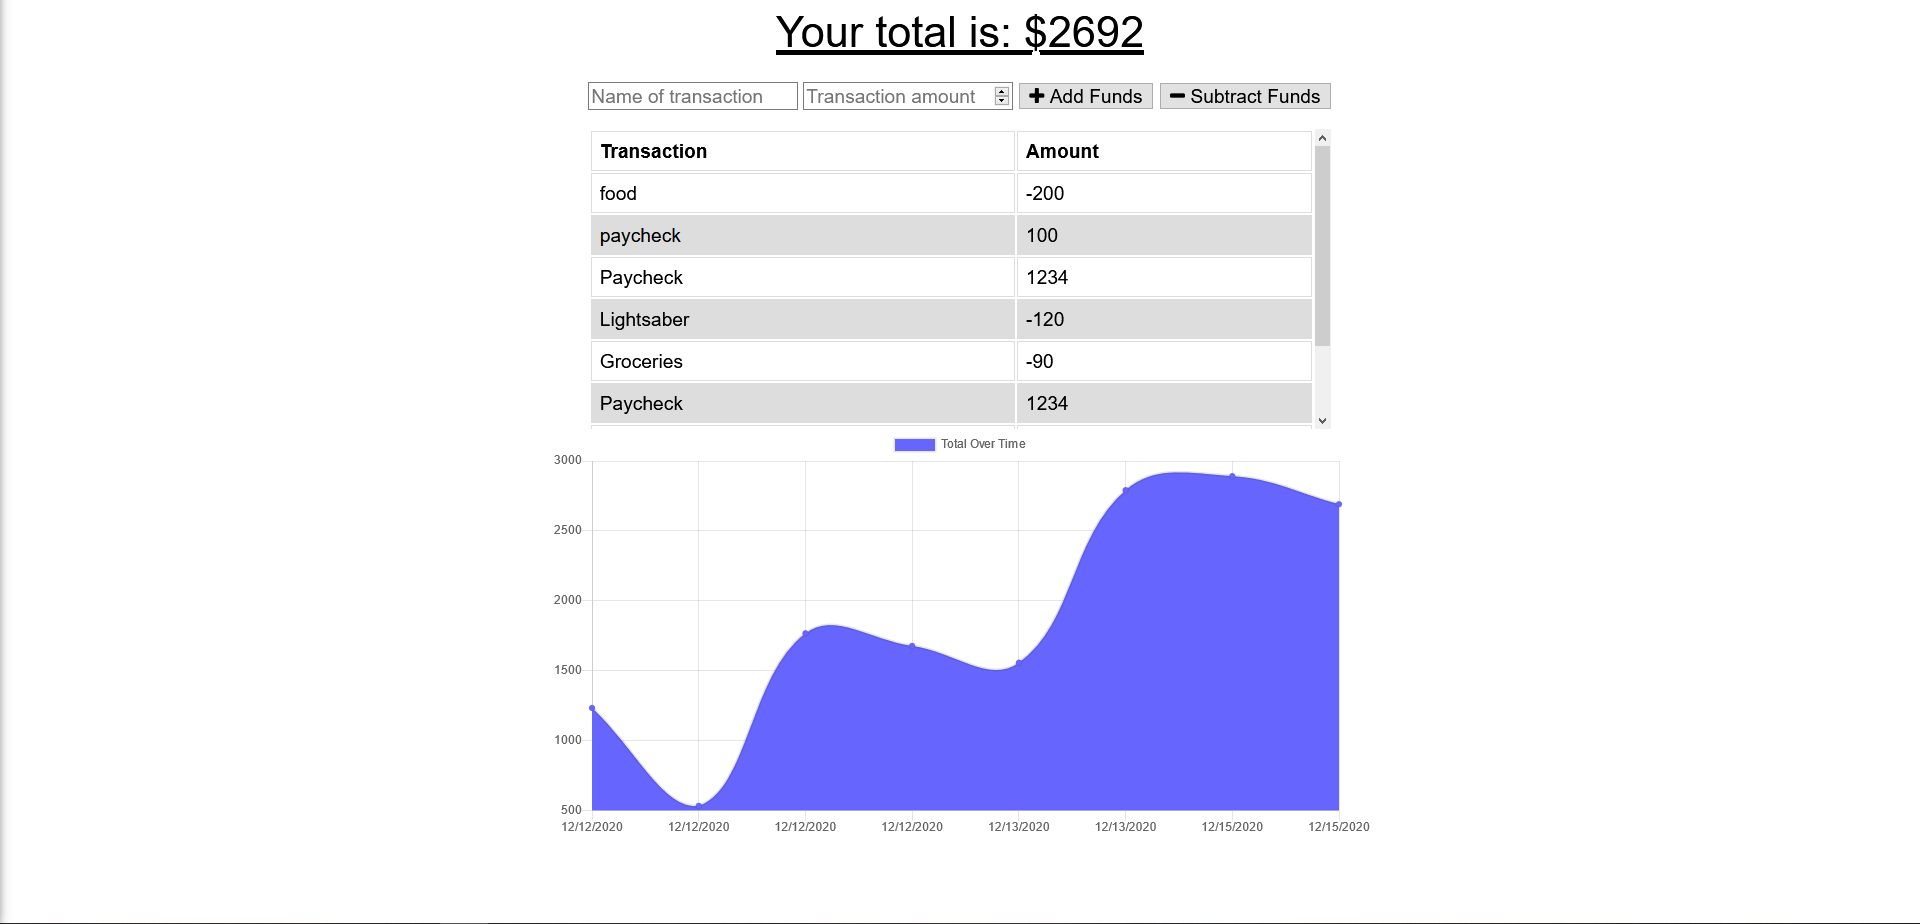 Your total is: $2692
Name of transaction Transaction amount Add Funds Subtract Funds
Transaction Amount
food -200
paycheck 100
Paycheck 1234
Lightsaber -120
Groceries -90
Paycheck 1234
Total Over Time
3000
2500
2000
1500
1000
500
12/12/2020 12/12/2020 12/12/2020 12/12/2020 12/13/2020 12/13/2020 12/15/2020 12/15/2020